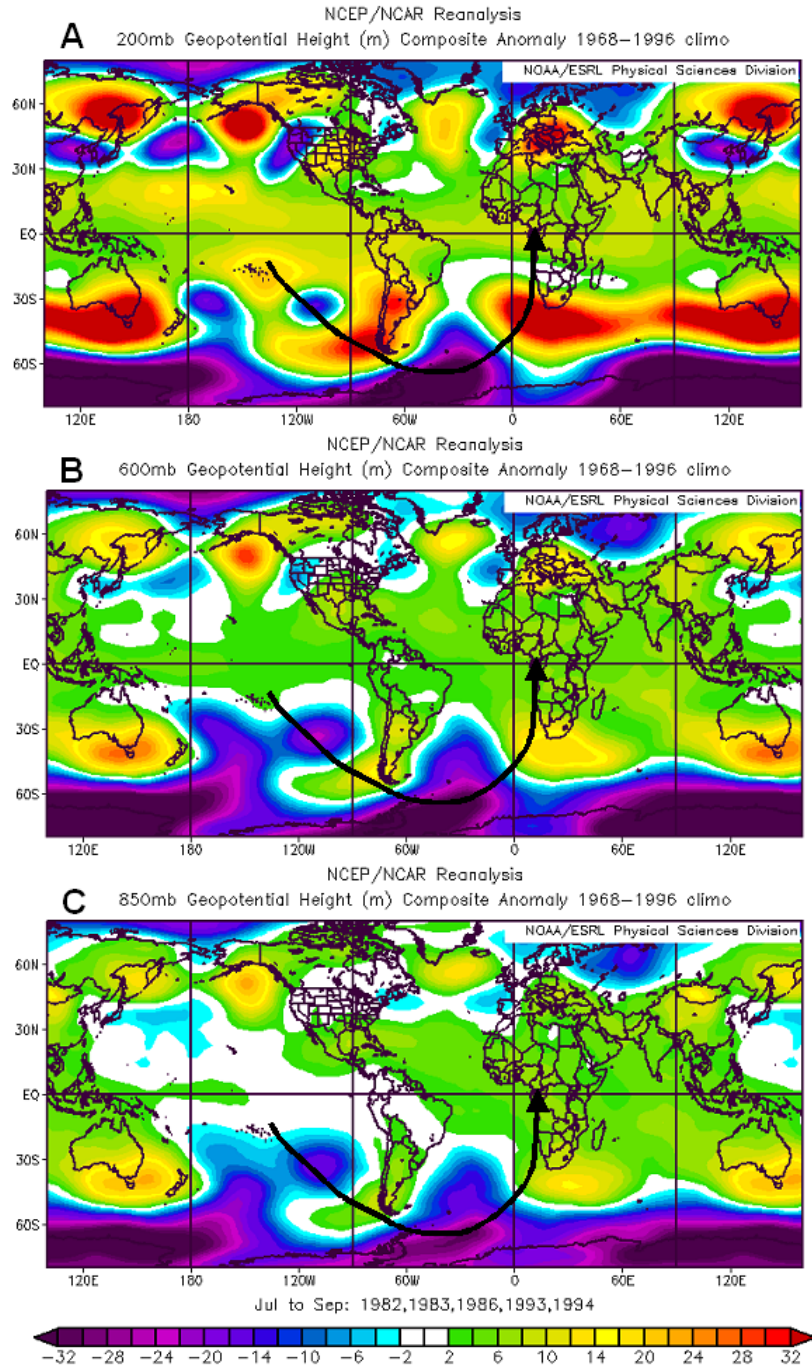 NCEP/NCAR Reanalysis
A
200mb Geopotential Height (m) Composite Anomaly 1968-1996 climo
NOAA/ESRL Physical Sciences Division
60N
30N
EQ
30S
60S
120E 180 120W 60W 0 60E 120E
NCEP/NCAR Reanalysis
B
600mb Geopotential Height (m) Composite Anomaly 1968-1996 climo
NOAA/ESRL Physical Sciences Division
60N
30N
EQ
30S
60S
120E 180 120W 60W 0 60E 120E
NCEP/NCAR Reanalysis
C
850mb Geopotential Height (m) Composite Anomaly 1968-1996 climo
NOAA/ESRL Physical Sciences Division
60N
30N
EQ
30S
60S
120E 180 120W 60W 0 60E 120E
Jul to Sep: 1982,1983,1986,1993,1994
-32 -28 -24 -20 -14 -10 -6 -2 2 6 10 14 20 24 28 32